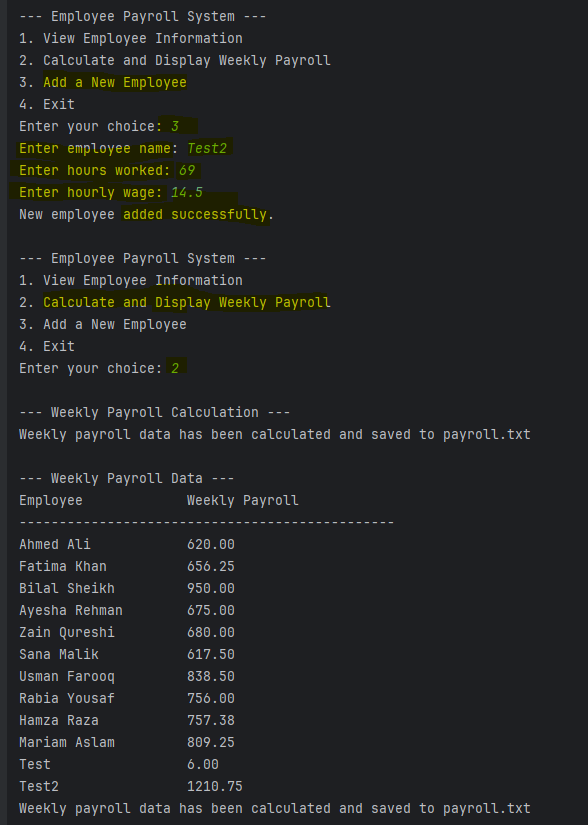 --- Employee Payroll System ---
1. View Employee Information
2. Calculate and Display Weekly Payroll
3. Add a New Employee
4. Exit
Enter your choice: 3
Enter employee name: Test2
Enter hours worked: 69
Enter hourly wage: 14.5
New employee added successfully.

--- Employee Payroll System ---
1. View Employee Information
2. Calculate and Display Weekly Payroll
3. Add a New Employee
4. Exit
Enter your choice: 2

--- Weekly Payroll Calculation ---
Weekly payroll data has been calculated and saved to payroll.txt

--- Weekly Payroll Data ---
Employee             Weekly Payroll
-----------------------------------------------
Ahmed Ali            620.00
Fatima Khan          656.25
Bilal Sheikh         950.00
Ayesha Rehman        675.00
Zain Qureshi         680.00
Sana Malik           617.50
Usman Farooq         838.50
Rabia Yousaf         756.00
Hamza Raza           757.38
Mariam Aslam         809.25
Test                 6.00
Test2                1210.75
Weekly payroll data has been calculated and saved to payroll.txt